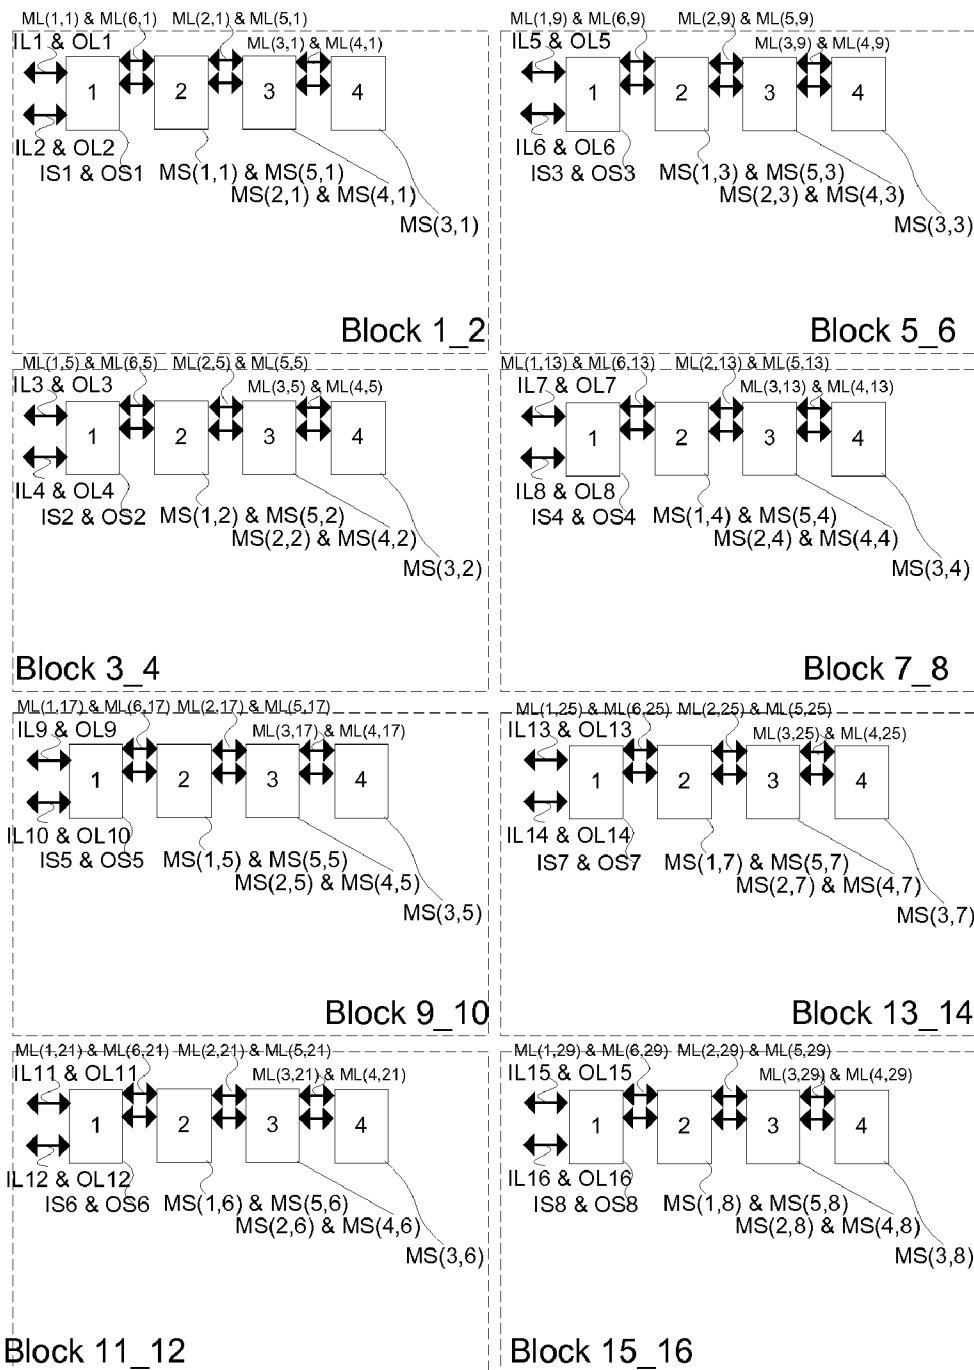 ML(1,1) & ML(6,1) ML(2,1) & ML(5,1)
IL1 & OL1
ML(3,1) & ML(4,1)
1 2 3 4
IL2 & OL2
IS1 & OS1 MS(1,1) & MS(5,1)
MS(2,1) & MS(4,1)
MS(3,1)
Block 1_2
ML(1,9) & ML(6,9) ML(2,9) & ML(5,9)
IL5 & OL5
ML(3,9) & ML(4,9)
1 2 3 4
IL6 & OL6
IS3 & OS3 MS(1,3) & MS(5,3)
MS(2,3) & MS(4,3)
MS(3,3)
Block 5_6
ML(1,5) & ML(6,5) ML(2,5) & ML(5,5)
IL3 & OL3
ML(3,5) & ML(4,5)
1 2 3 4
IL4 & OL4
IS2 & OS2 MS(1,2) & MS(5,2)
MS(2,2) & MS(4,2)
MS(3,2)
Block 3_4
ML(1,13) & ML(6,13) ML(2,13) & ML(5,13)
IL7 & OL7
ML(3,13) & ML(4,13)
1 2 3 4
IL8 & OL8
IS4 & OS4 MS(1,4) & MS(5,4)
MS(2,4) & MS(4,4)
MS(3,4)
Block 7_8
ML(1,17) & ML(6,17) ML(2,17) & ML(5,17)
IL9 & OL9
ML(3,17) & ML(4,17)
1 2 3 4
IL10 & OL10
IS5 & OS5 MS(1,5) & MS(5,5)
MS(2,5) & MS(4,5)
MS(3,5)
Block 9_10
ML(1,25) & ML(6,25) ML(2,25) & ML(5,25)
IL13 & OL13
ML(3,25) & ML(4,25)
1 2 3 4
IL14 & OL14
IS7 & OS7 MS(1,7) & MS(5,7)
MS(2,7) & MS(4,7)
MS(3,7)
Block 13_14
ML(1,21) & ML(6,21) ML(2,21) & ML(5,21)
IL11 & OL11
ML(3,21) & ML(4,21)
1 2 3 4
IL12 & OL12
IS6 & OS6 MS(1,6) & MS(5,6)
MS(2,6) & MS(4,6)
MS(3,6)
Block 11_12
ML(1,29) & ML(6,29) ML(2,29) & ML(5,29)
IL15 & OL15
ML(3,29) & ML(4,29)
1 2 3 4
IL16 & OL16
IS8 & OS8 MS(1,8) & MS(5,8)
MS(2,8) & MS(4,8)
MS(3,8)
Block 15_16